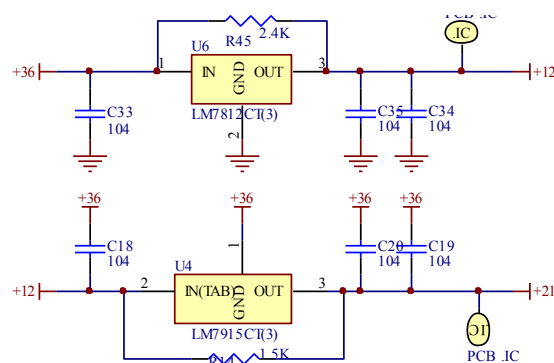 PCB .IC
.IC
R45 2.4K
U6
+36 1 IN GND OUT 3 +12
C33
104
LM7812CT(3)
2
C35
104
C34
104
+36 +36 +36 +36
C18
104
1
C20
104
C19
104
U4
+12 2 IN(TAB) GND OUT 3 +21
LM7915CT(3)
.IC
1.5K
PCB .IC